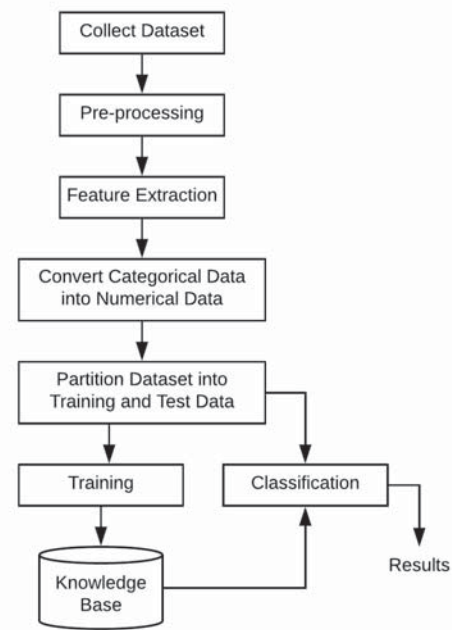 Collect Dataset
Pre-processing
Feature Extraction
Convert Categorical Data
into Numerical Data
Partition Dataset into
Training and Test Data
Training
Classification
Knowledge
Base
Results